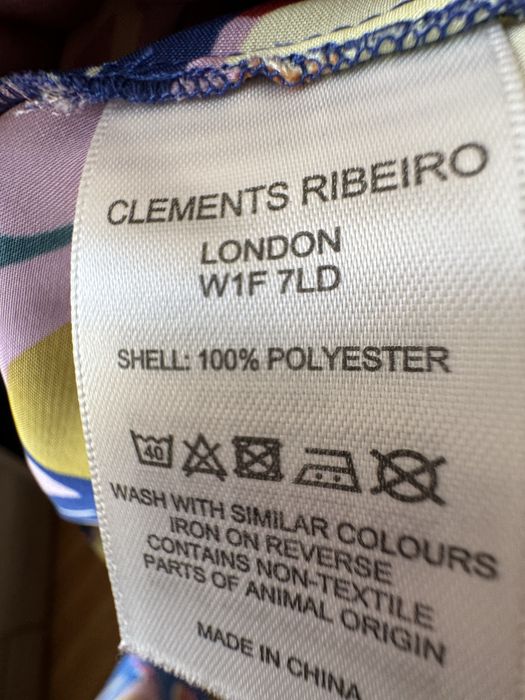 CLEMENTS RIBEIRO
LONDON
W1F 7LD
SHELL: 100% POLYESTER
40
WASH WITH SIMILAR COLOURS
IRON ON REVERSE
CONTAINS NON-TEXTILE
PARTS OF ANIMAL ORIGIN
MADE IN CHINA